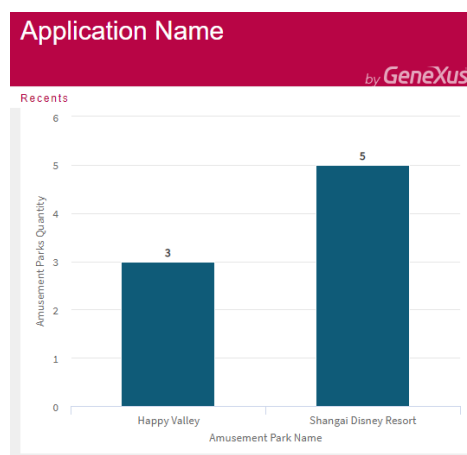 Application Name
by GeneXus
Recents
6
5
4
3
2
1
0
Amusement Parks Quantity
3
5
Happy Valley
Shangai Disney Resort
Amusement Park Name